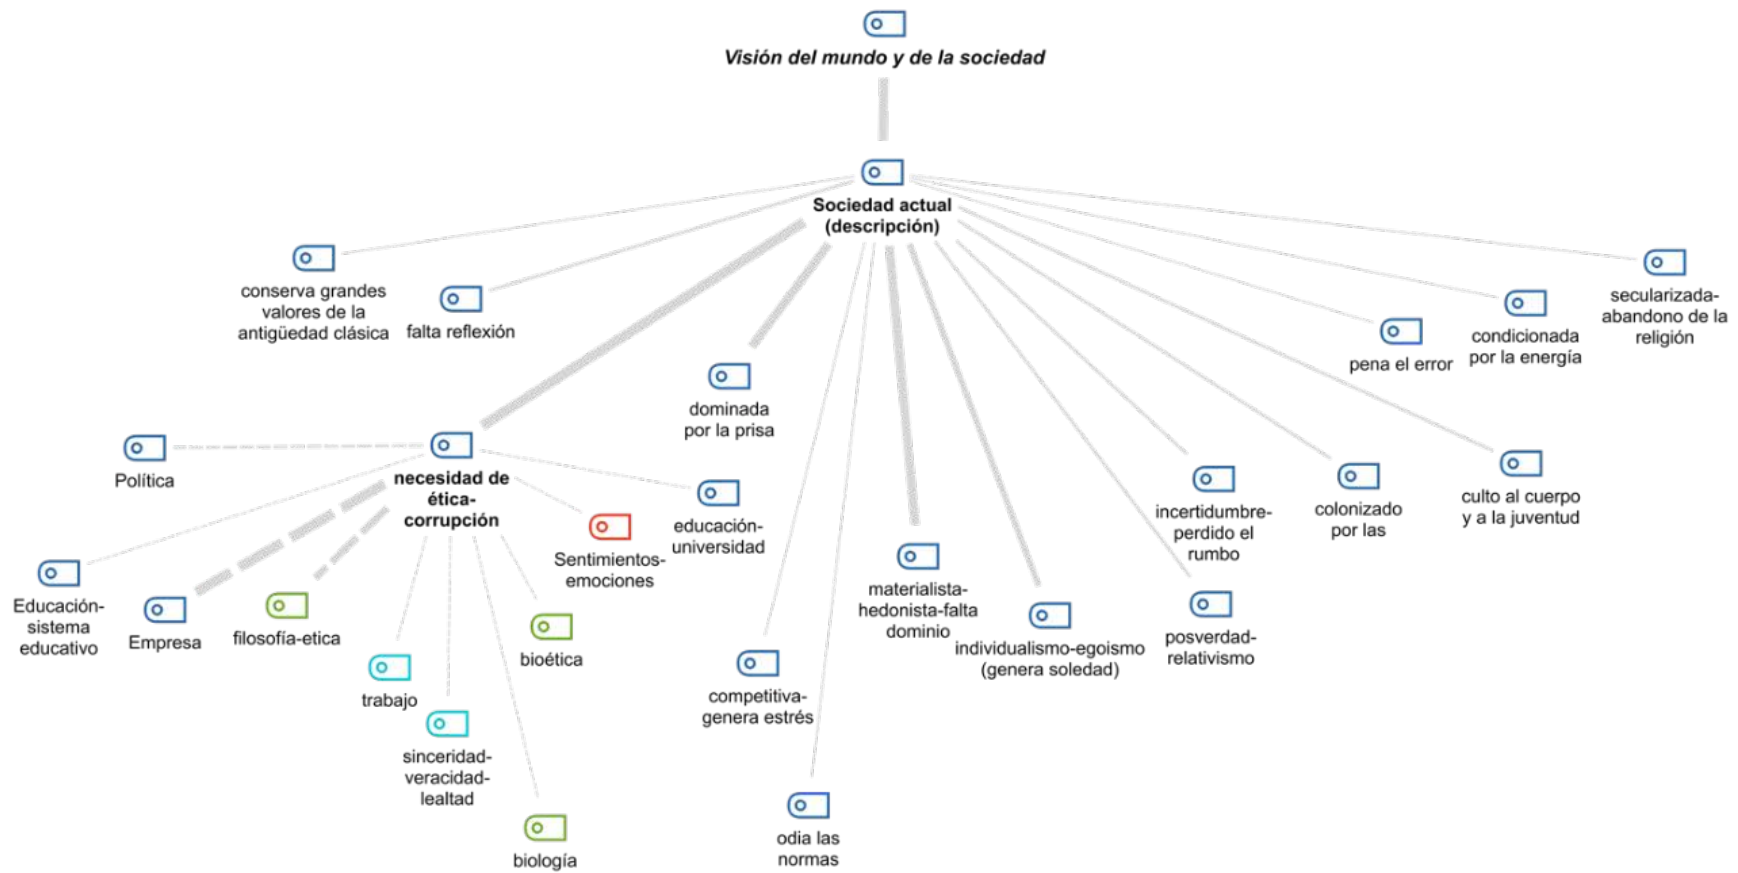 Visión del mundo y de la sociedad
Sociedad actual
(descripción)
conserva grandes
valores de la
antigüedad clásica
falta reflexión
secularizada-
abandono de la
religión
condicionada
por la energía
pena el error
dominada
por la prisa
Política
necesidad de
ética-
corrupción
educación-
universidad
Sentimientos-
emociones
incertidumbre-
perdido el
rumbo
colonizado
por las
culto al cuerpo
y a la juventud
Educación-
sistema
educativo
Empresa
filosofía-etica
trabajo
sinceridad-
veracidad-
lealtad
bioética
biología
materialista-
hedonista-falta
dominio
individualismo-egoismo
(genera soledad)
posverdad-
relativismo
competitiva-
genera estrés
odia las
normas